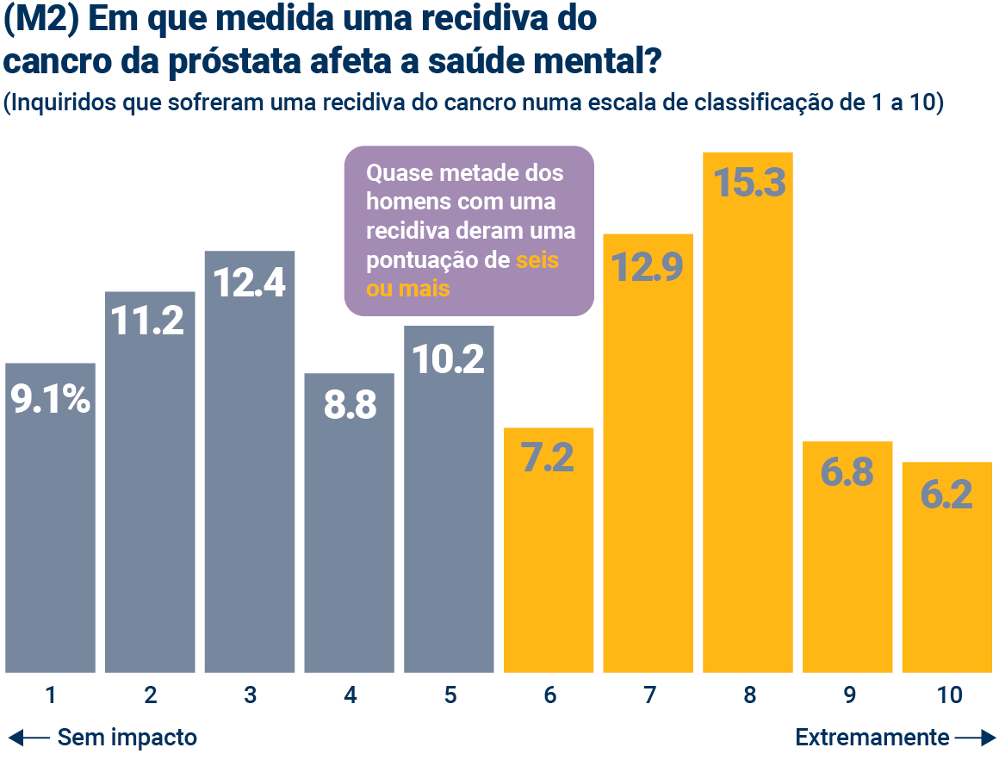 (M2) Em que medida uma recidiva do
cancro da próstata afeta a saúde mental?
(Inquiridos que sofreram uma recidiva do cancro numa escala de classificação de 1 a 10)
Quase metade dos
homens com uma
recidiva deram uma
pontuação de seis
ou mais
9.1%
11.2
12.4
8.8
10.2
7.2
12.9
15.3
6.8
6.2
1 2 3 4 5 6 7 8 9 10
Sem impacto Extremamente